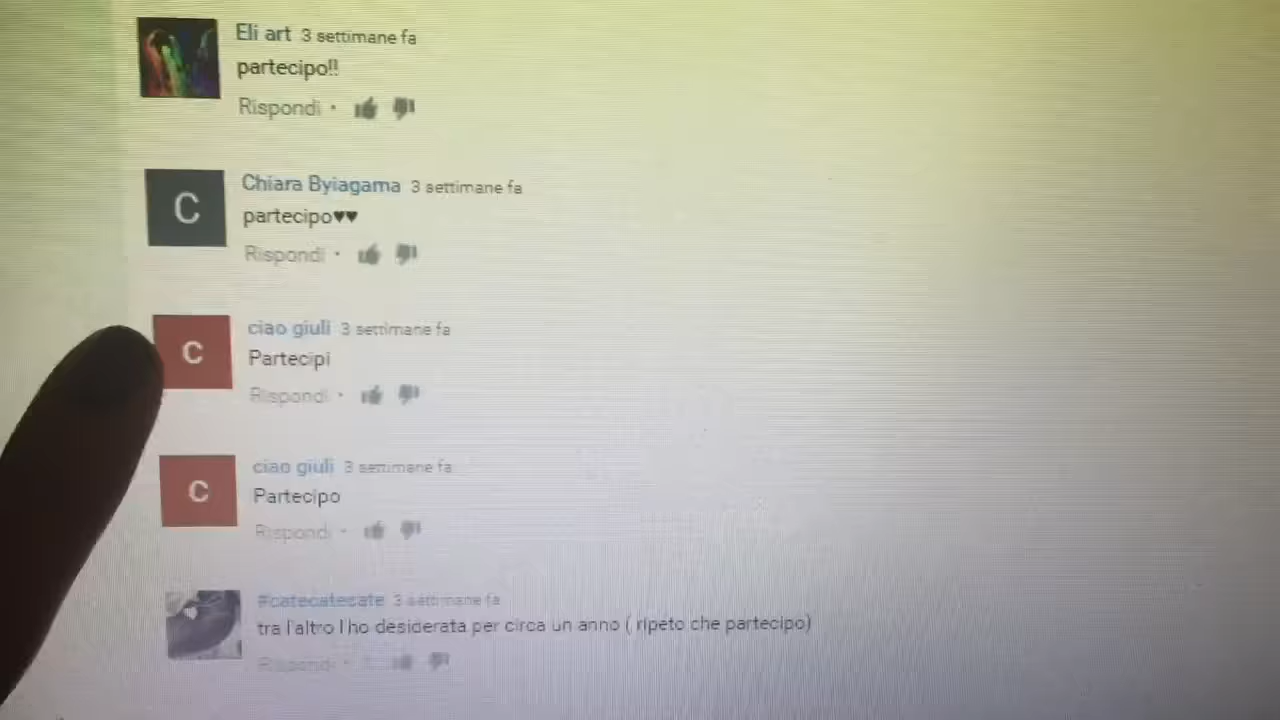 Eli art 3 settimane fa
partecipo!!
Rispondi •
C
Chiara Byiagama 3 settimane fa
partecipo♥♥
Rispondi •
C
ciao giuli 3 settimane fa
Partecipi
Rispondi •
C
ciao giuli 3 settimane fa
Partecipo
Rispondi •
#catecatecate 3 settimane fa
tra l'altro l'ho desiderata per circa un anno ( ripeto che partecipo)
Rispondi •